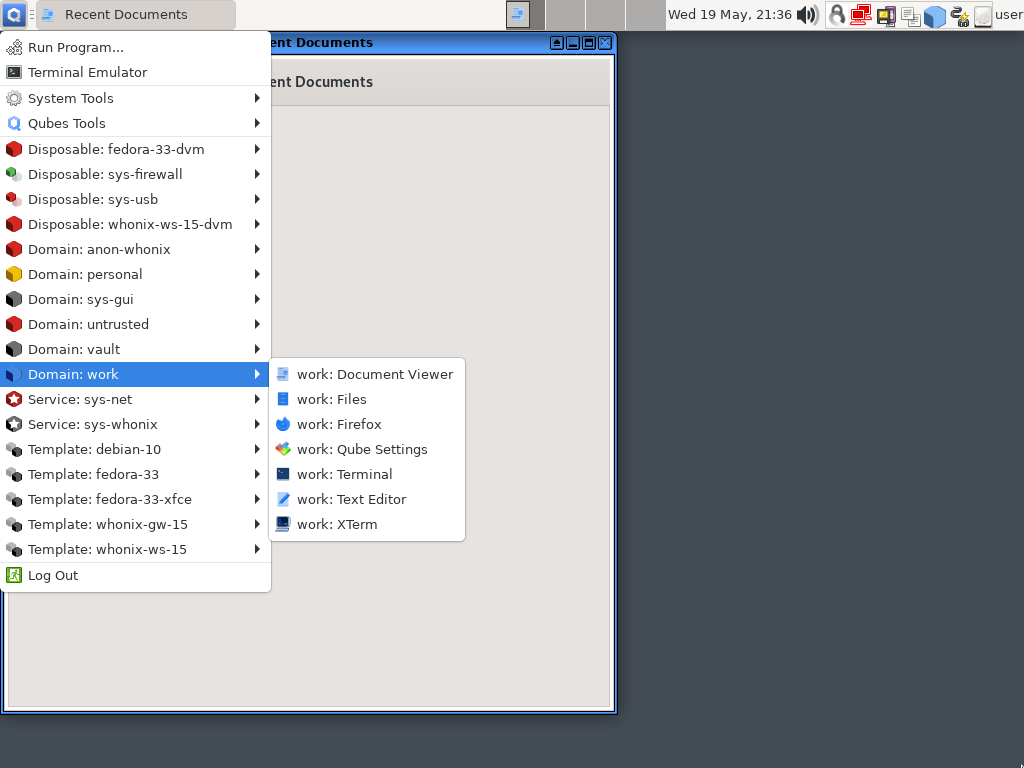 Recent Documents
Wed 19 May, 21:36
user
ent Documents
ent Documents
Run Program...
Terminal Emulator
System Tools
Qubes Tools
Disposable: fedora-33-dvm
Disposable: sys-firewall
Disposable: sys-usb
Disposable: whonix-ws-15-dvm
Domain: anon-whonix
Domain: personal
Domain: sys-gui
Domain: untrusted
Domain: vault
Domain: work
Service: sys-net
Service: sys-whonix
Template: debian-10
Template: fedora-33
Template: fedora-33-xfce
Template: whonix-gw-15
Template: whonix-ws-15
Log Out
work: Document Viewer
work: Files
work: Firefox
work: Qube Settings
work: Terminal
work: Text Editor
work: XTerm